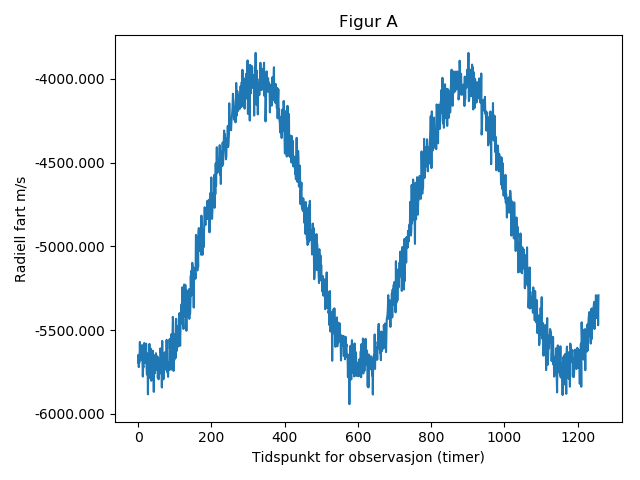 Figur A
-4000.000
-4500.000
-5000.000
-5500.000
-6000.000
Radiell fart m/s
0 200 400 600 800 1000 1200
Tidspunkt for observasjon (timer)